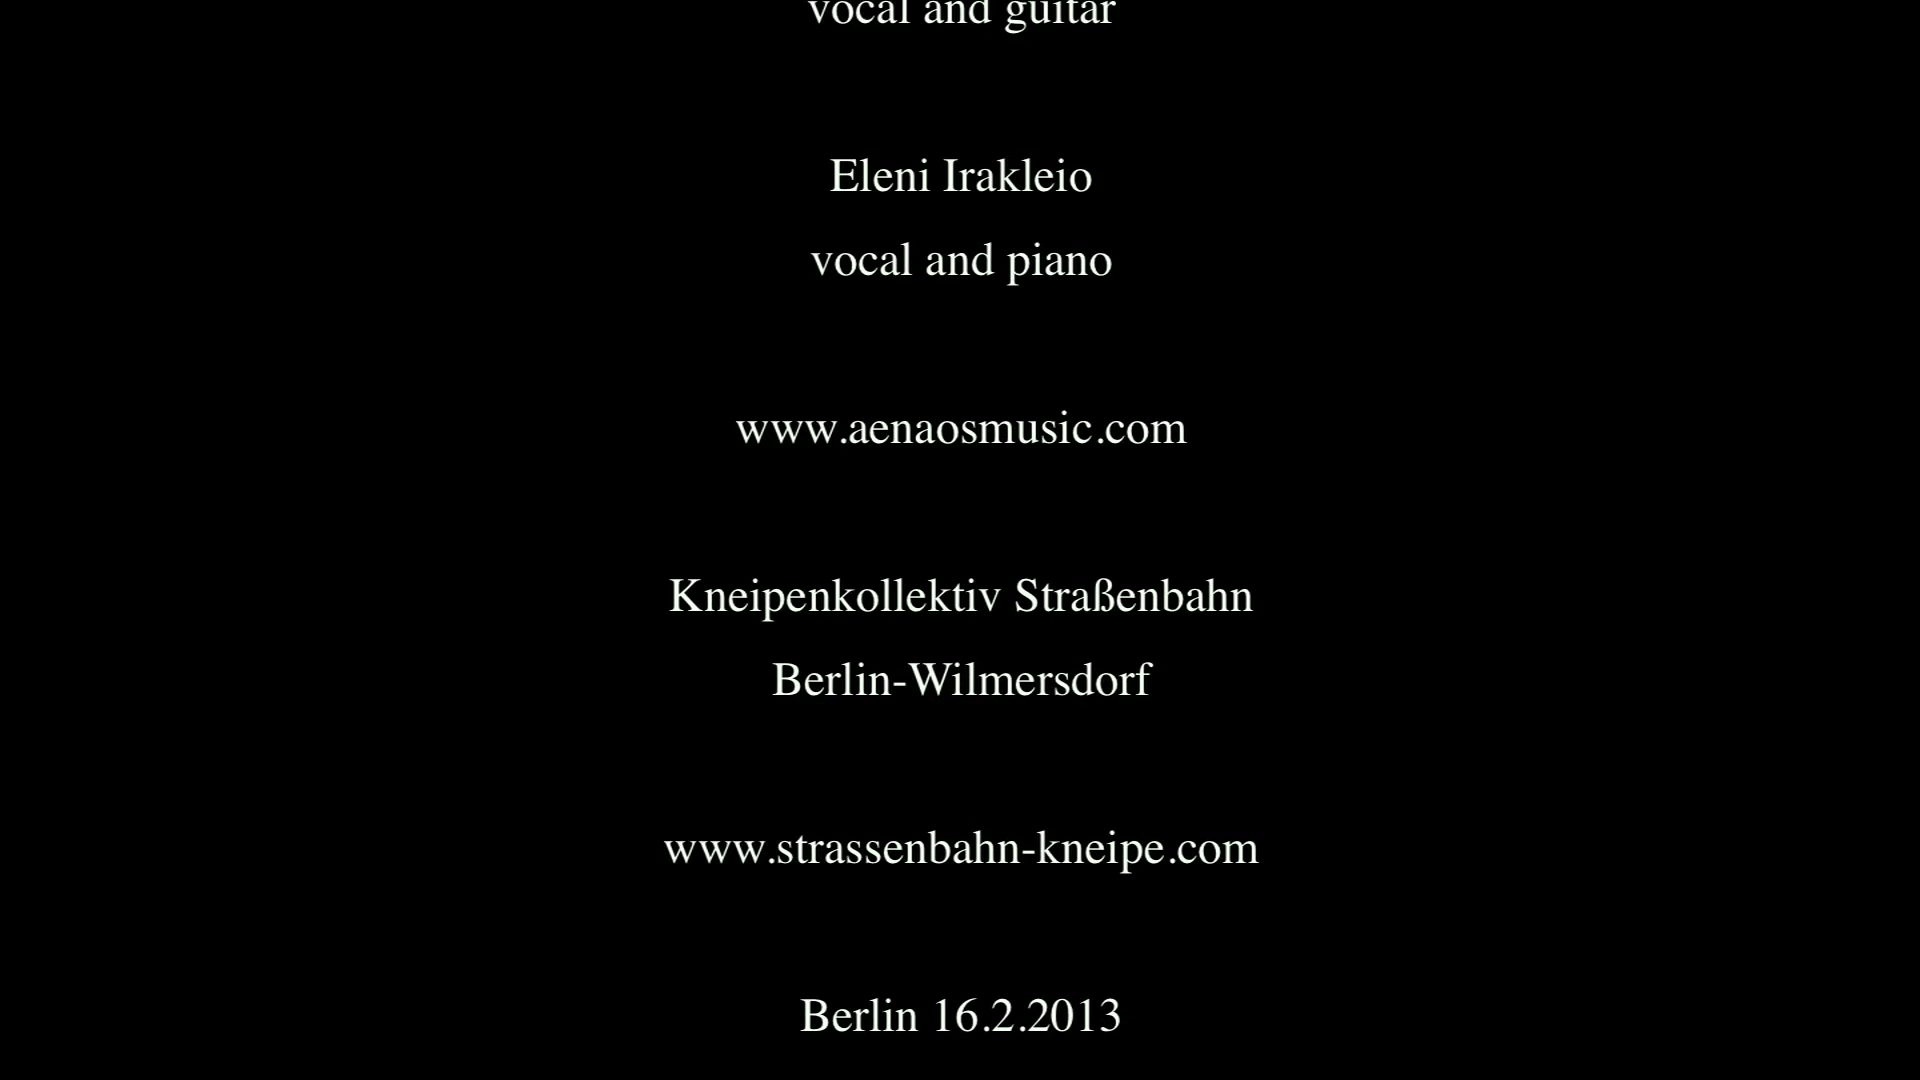 vocal and guitar
Eleni Irakleio
vocal and piano
www.aenaosmusic.com
Kneipenkollektiv Straßenbahn
Berlin-Wilmersdorf
www.strassenbahn-kneipe.com
Berlin 16.2.2013